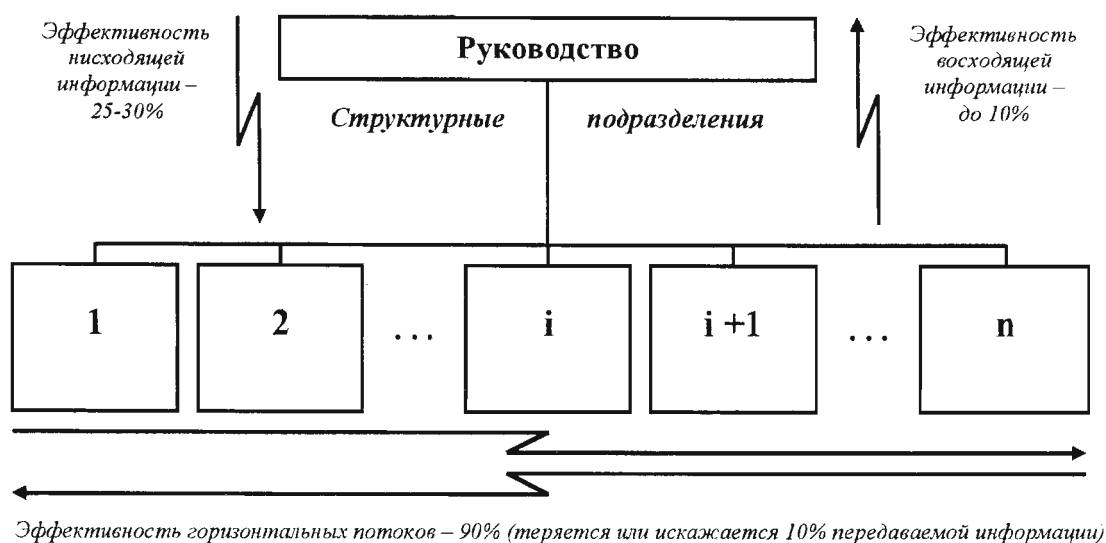 Эффективность
нисходящей
информации –
25-30%
Руководство
Эффективность
восходящей
информации –
до 10%
Структурные подразделения
1 2 ... i i +1 ... n
Эффективность горизонтальных потоков – 90% (теряется или искажается 10% передаваемой информации)